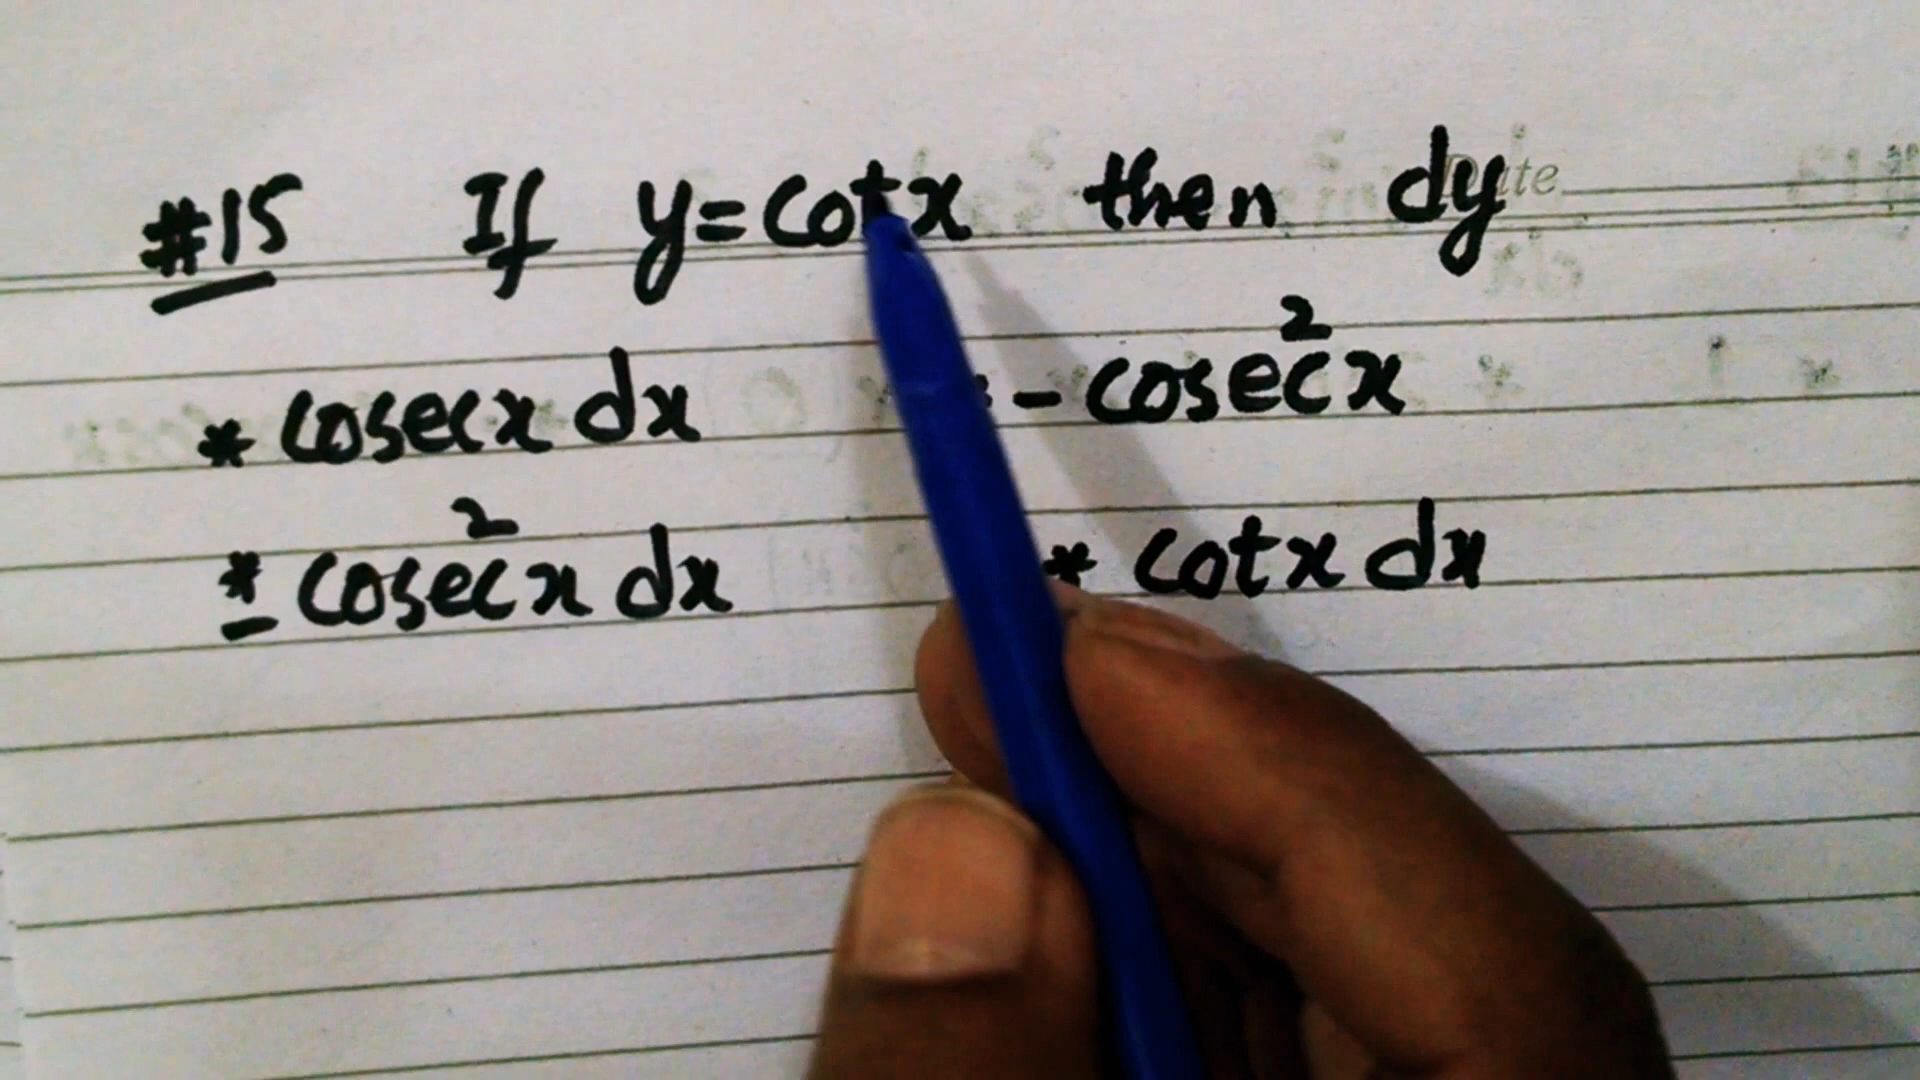 #15 If y=cotx then dy
* cosecx dx * -cosec²x
* -cosec²x dx * cotx dx